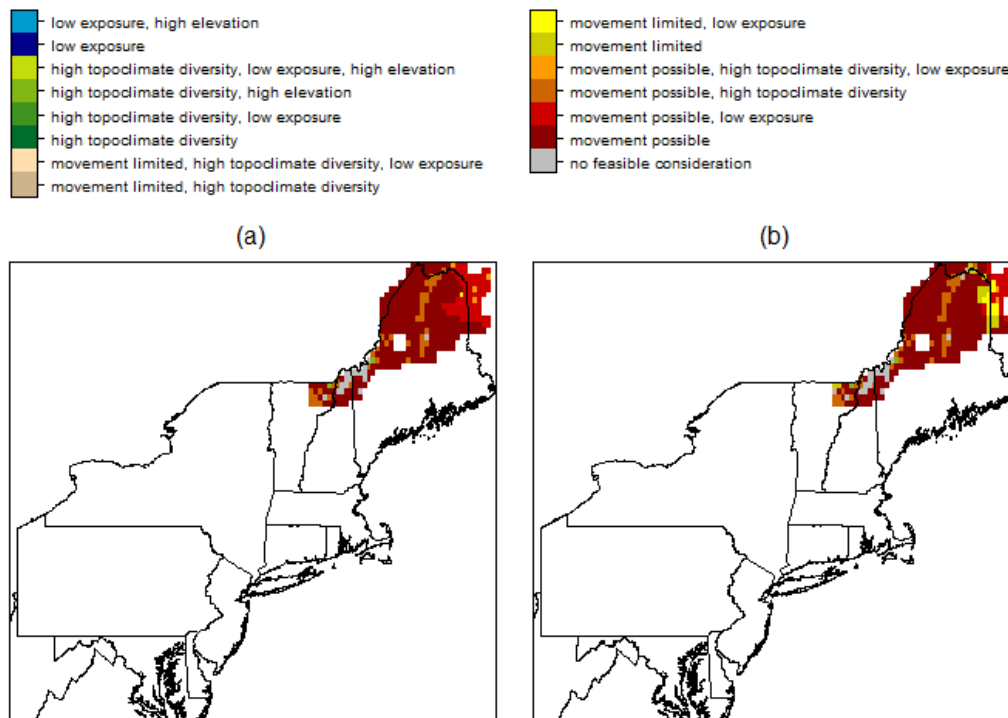 low exposure, high elevation
low exposure
high topoclimate diversity, low exposure, high elevation
high topoclimate diversity, high elevation
high topoclimate diversity, low exposure
high topoclimate diversity
movement limited, high topoclimate diversity, low exposure
movement limited, high topoclimate diversity
movement limited, low exposure
movement limited
movement possible, high topoclimate diversity, low exposure
movement possible, high topoclimate diversity
movement possible, low exposure
movement possible
no feasible consideration
(a)
(b)